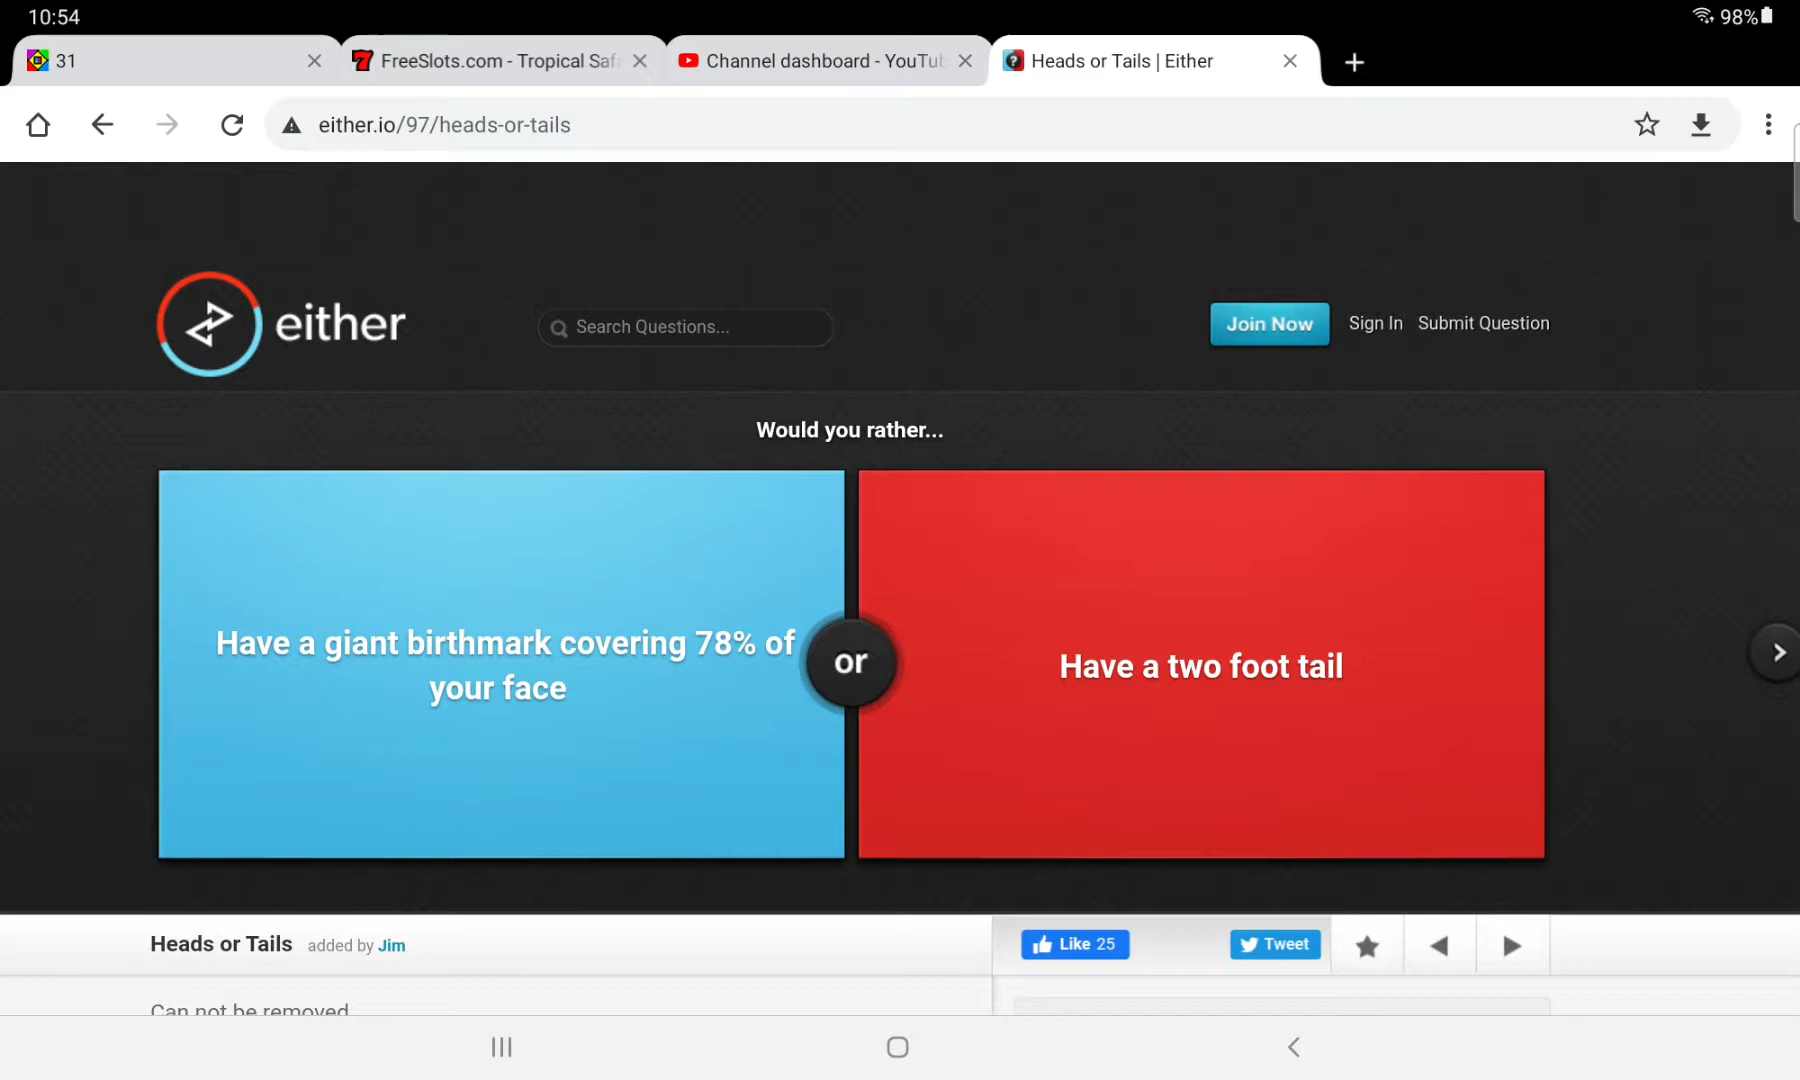 10:54
98%
31
FreeSlots.com - Tropical Safa
Channel dashboard - YouTub
Heads or Tails | Either
either.io/97/heads-or-tails
either
Search Questions...
Join Now
Sign In
Submit Question
Would you rather...
Have a giant birthmark covering 78% of
your face
or
Have a two foot tail
Heads or Tails added by Jim
Like 25
Tweet
Can not be removed